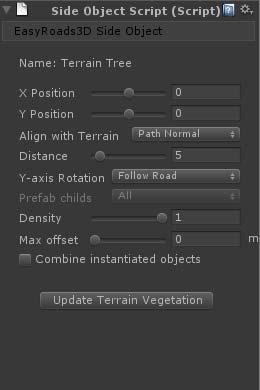 Side Object Script (Script)
EasyRoads3D Side Object
Name: Terrain Tree
X Position 0
Y Position 0
Align with Terrain Path Normal
Distance 5
Y-axis Rotation Follow Road
Prefab childs All
Density 1
Max offset 0 m
Combine instantiated objects
Update Terrain Vegetation